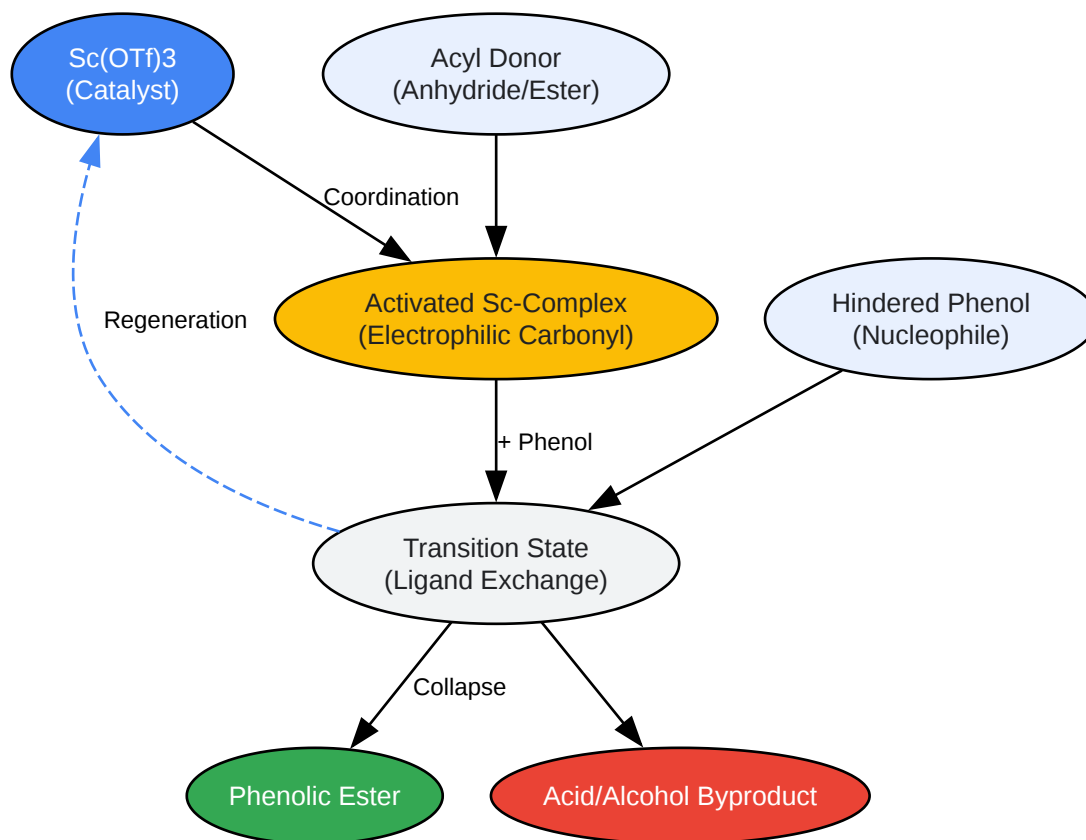 Sc(OTf)3
(Catalyst)
Acyl Donor
(Anhydride/Ester)
Coordination
Activated Sc-Complex
(Electrophilic Carbonyl)
Hindered Phenol
(Nucleophile)
Regeneration
+ Phenol
Transition State
(Ligand Exchange)
Collapse
Phenolic Ester
Acid/Alcohol Byproduct